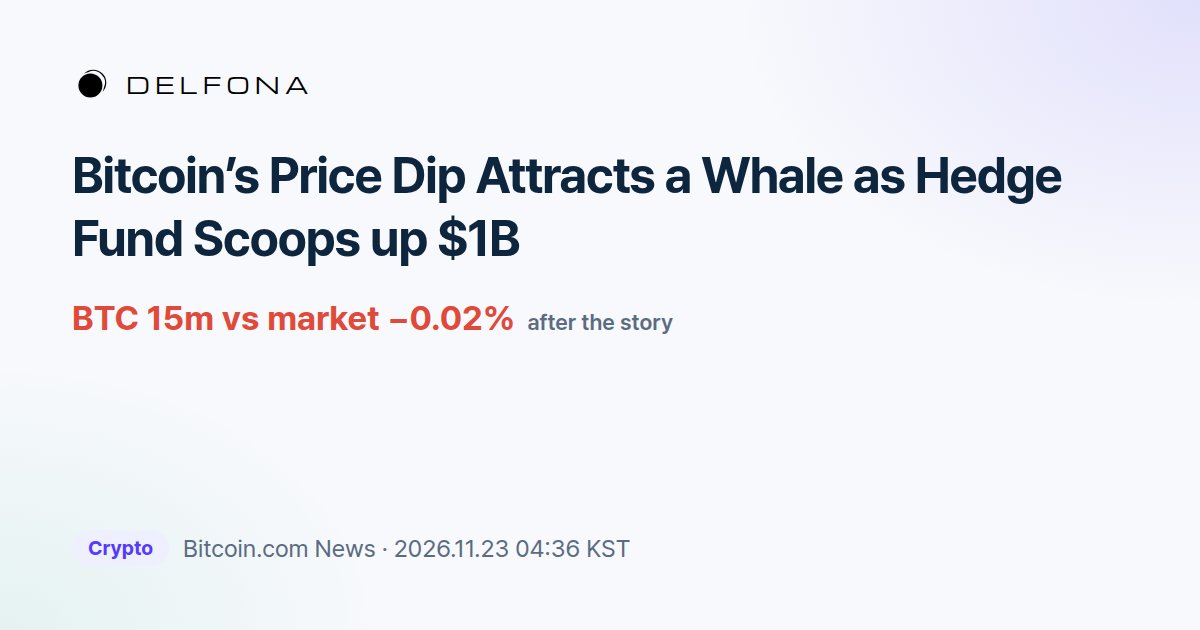 DELFONA
Bitcoin’s Price Dip Attracts a Whale as Hedge
Fund Scoops up $1B
BTC 15m vs market −0.02% after the story
Crypto Bitcoin.com News · 2026.11.23 04:36 KST